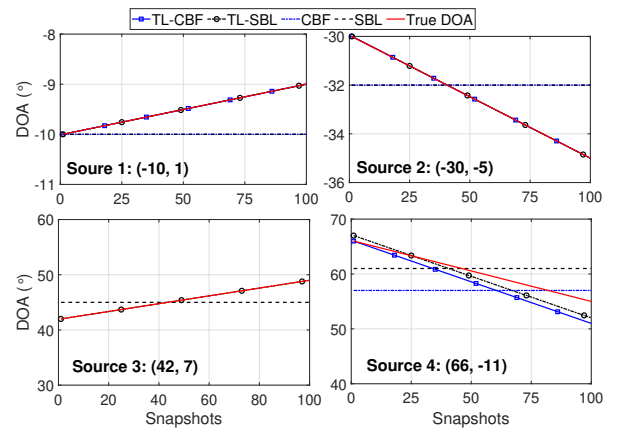 TL-CBF TL-SBL CBF SBL True DOA
-8
-9
-10
-11
DOA (°)
0 25 50 75 100
Soure 1: (-10, 1)
-30
-32
-34
-36
0 25 50 75 100
Source 2: (-30, -5)
60
50
40
30
DOA (°)
0 20 40 60 80 100
Source 3: (42, 7)
Snapshots
70
60
50
40
0 25 50 75 100
Source 4: (66, -11)
Snapshots